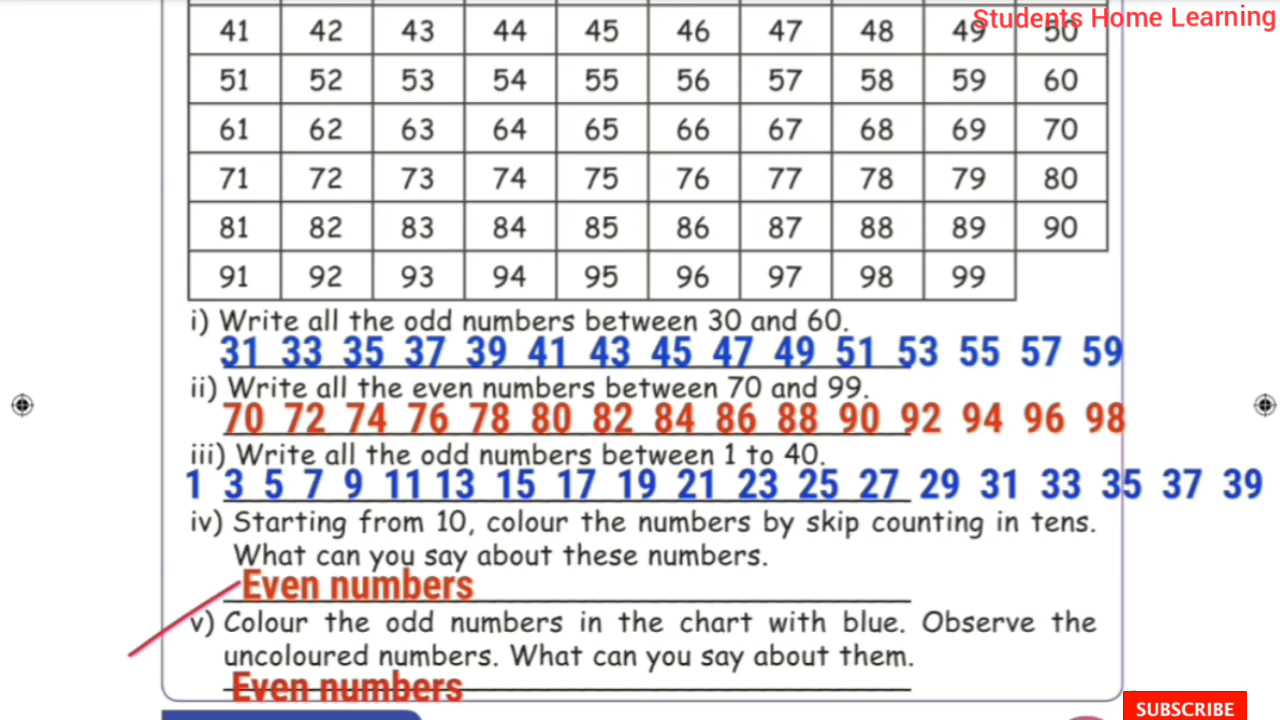 Students Home Learning
41 42 43 44 45 46 47 48 49 50
51 52 53 54 55 56 57 58 59 60
61 62 63 64 65 66 67 68 69 70
71 72 73 74 75 76 77 78 79 80
81 82 83 84 85 86 87 88 89 90
91 92 93 94 95 96 97 98 99
i) Write all the odd numbers between 30 and 60.
31 33 35 37 39 41 43 45 47 49 51 53 55 57 59
ii) Write all the even numbers between 70 and 99.
70 72 74 76 78 80 82 84 86 88 90 92 94 96 98
iii) Write all the odd numbers between 1 to 40.
1 3 5 7 9 11 13 15 17 19 21 23 25 27 29 31 33 35 37 39
iv) Starting from 10, colour the numbers by skip counting in tens.
What can you say about these numbers.
Even numbers
v) Colour the odd numbers in the chart with blue. Observe the
uncoloured numbers. What can you say about them.
Even numbers
SUBSCRIBE